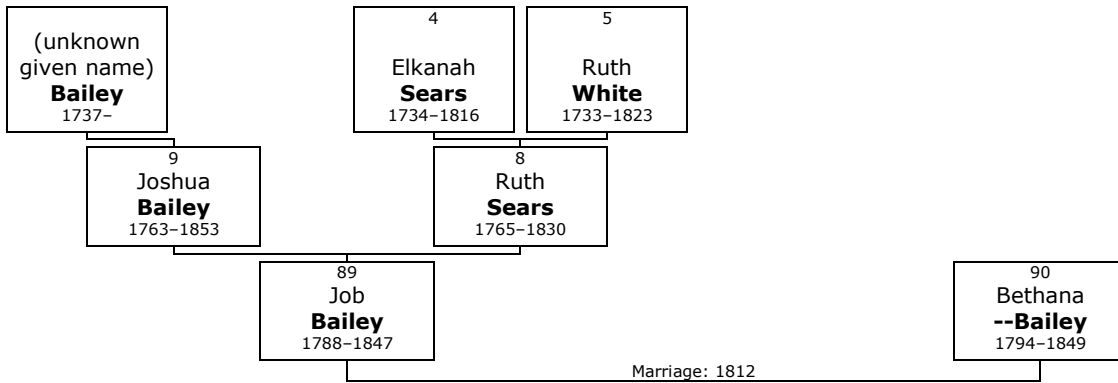 (unknown
given name)
Bailey
1737–
4
Elkanah
Sears
1734–1816
5
Ruth
White
1733–1823
9
Joshua
Bailey
1763–1853
8
Ruth
Sears
1765–1830
89
Job
Bailey
1788–1847
90
Bethana
--Bailey
1794–1849
Marriage: 1812